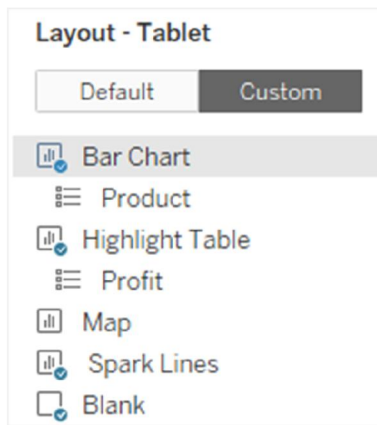 Layout - Tablet
Default Custom
Bar Chart
Product
Highlight Table
Profit
Map
Spark Lines
Blank